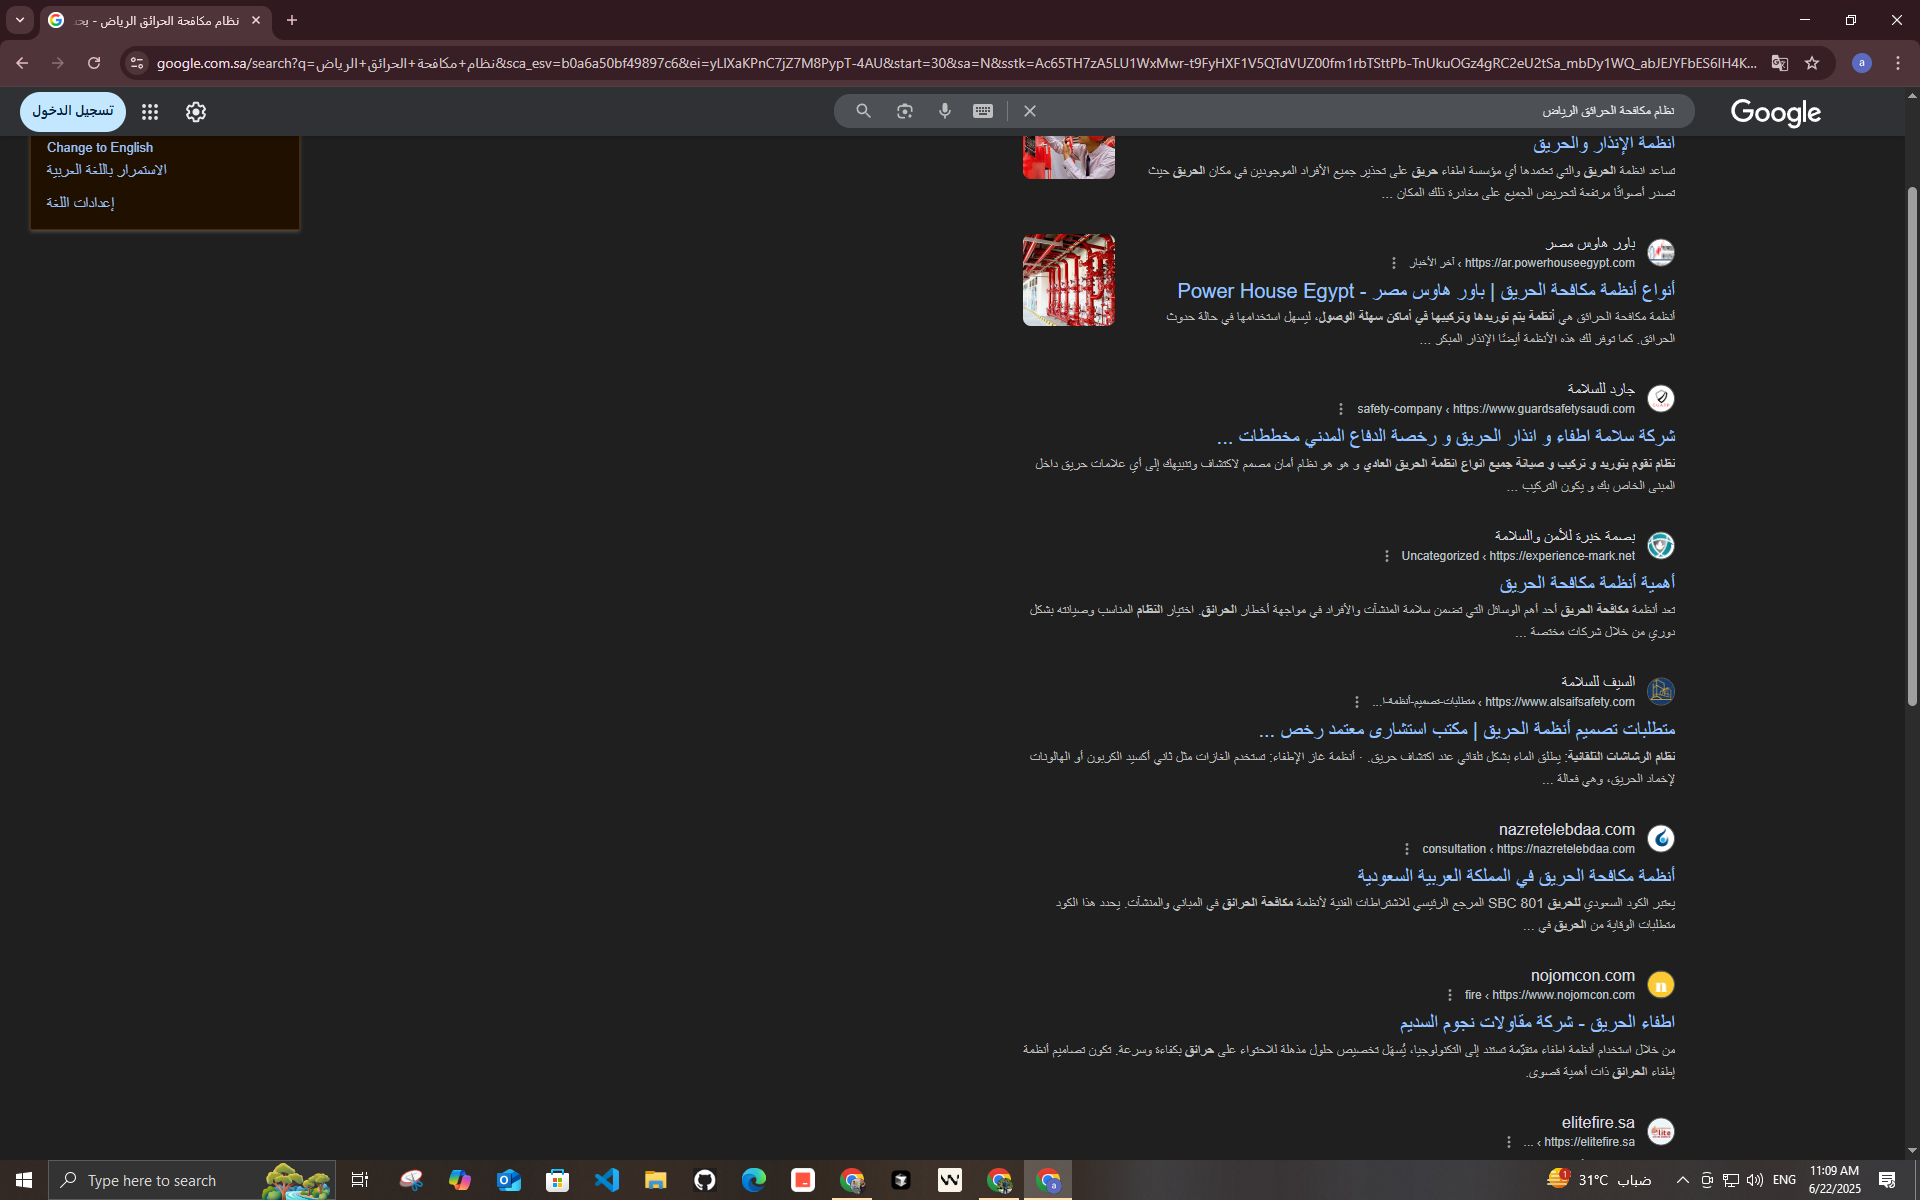 نظام مكافحة الحرائق الرياض - بحـ
google.com.sa/search?q=نظام+مكافحة+الحرائق+الرياض&sca_esv=b0a6a50bf49897c6&ei=yLlXaKPnC7jZ7M8PypT-4AU&start=30&sa=N&sstk=Ac65TH7zA5LU1WxMwr-t9FyHXF1V5QTdVUZ00fm1rbTSttPb-TnUkuOGz4gRC2eU2tSa_mbDy1WQ_abJEJYFbES6IH4K...
a
Google
نظام مكافحة الحرائق الرياض
تسجيل الدخول
Change to English
الاستمرار باللغة العربية
إعدادات اللغة
أنظمة الإنذار والحريق
تساعد انظمة الحريق والتي تعتمدها أي مؤسسة اطفاء حريق على تحذير جميع الأفراد الموجودين في مكان الحريق حيث
تصدر أصواتًا مرتفعة لتحريض الجميع على مغادرة ذلك المكان ...
باور هاوس مصر
https://ar.powerhouseegypt.com › آخر الأخبار
أنواع أنظمة مكافحة الحريق | باور هاوس مصر - Power House Egypt
أنظمة مكافحة الحرائق هي أنظمة يتم توريدها وتركيبها في أماكن سهلة الوصول، ليسهل استخدامها في حالة حدوث
الحرائق. كما توفر لك هذه الأنظمة أيضًا الإنذار المبكر ...
جارد للسلامة
https://www.guardsafetysaudi.com › safety-company
شركة سلامة اطفاء و انذار الحريق و رخصة الدفاع المدني مخططات ...
نظام نقوم بتوريد و تركيب و صيانة جميع انواع انظمة الحريق العادي و هو هو نظام أمان مصمم لاكتشاف وتنبيهك إلى أي علامات حريق داخل
المبنى الخاص بك و يكون التركيب ...
بصمة خبرة للأمن والسلامة
https://experience-mark.net › Uncategorized
أهمية أنظمة مكافحة الحريق
تعد أنظمة مكافحة الحريق أحد أهم الوسائل التي تضمن سلامة المنشآت والأفراد في مواجهة أخطار الحرائق. اختيار النظام المناسب وصيانته بشكل
دوري من خلال شركات مختصة ...
السيف للسلامة
https://www.alsaifsafety.com › متطلبات-تصميم-أنظمة-ا...
متطلبات تصميم أنظمة الحريق | مكتب استشارى معتمد رخص ...
نظام الرشاشات التلقائية: يطلق الماء بشكل تلقائي عند اكتشاف حريق. · أنظمة غاز الإطفاء: تستخدم الغازات مثل ثاني أكسيد الكربون أو الهالونات
لإخماد الحريق، وهي فعالة ...
nazretelebdaa.com
https://nazretelebdaa.com › consultation
أنظمة مكافحة الحريق في المملكة العربية السعودية
يعتبر الكود السعودي للحريق SBC 801 المرجع الرئيسي للاشتراطات الفنية لأنظمة مكافحة الحرائق في المباني والمنشآت. يحدد هذا الكود
متطلبات الوقاية من الحريق في ...
nojomcon.com
https://www.nojomcon.com › fire
اطفاء الحريق - شركة مقاولات نجوم السديم
من خلال استخدام أنظمة اطفاء متقدِّمة تستند إلى التكنولوجيا، يُسهّل تخصيص حلول مذهلة للاحتواء على حرائق بكفاءة وسرعة. تكون تصاميم أنظمة
إطفاء الحرائق ذات أهمية قصوى.
elitefire.sa
https://elitefire.sa › ...
Type here to search
31°C ضباب
ENG
11:09 AM
6/22/2025